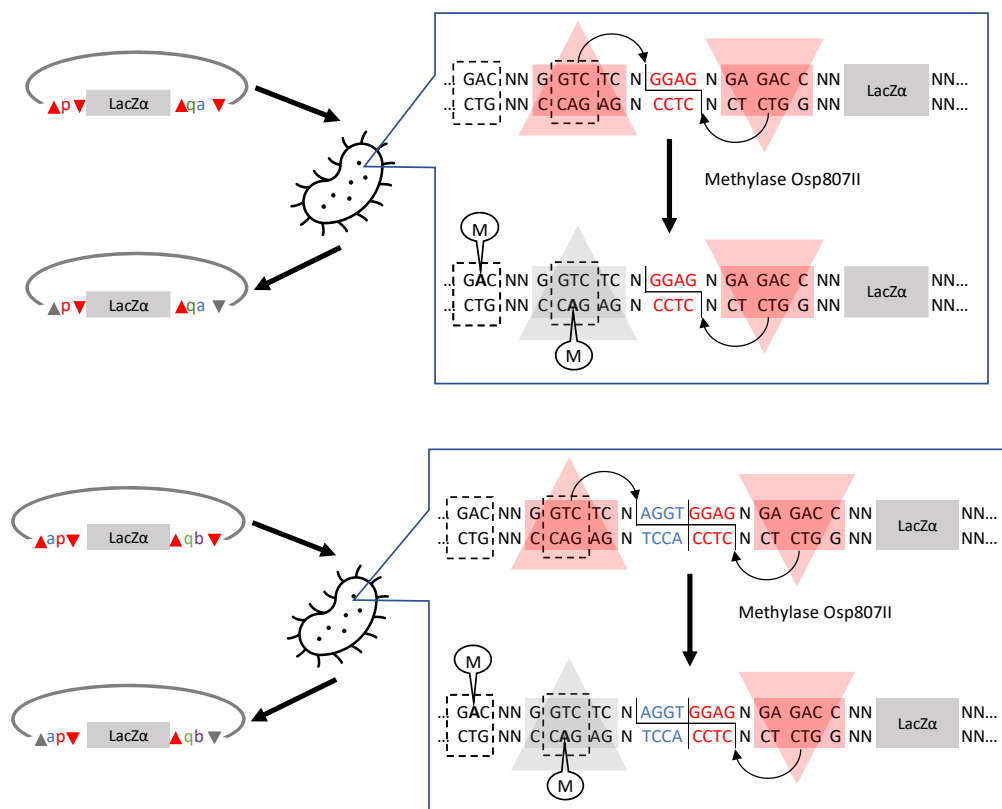 .. GAC NN G GTC TC N GGAG N GA GACC NN LacZα NN...
.. CTG NN C CAG AG N CCTC N CT CTG G NN NN...
p LacZα qa
Methylase Osp807II
M
p LacZα qa
.. GAC NN G GTC TC N GGAG N GA GAC C NN LacZα NN...
.. CTG NN C CAG AG N CCTC N CT CTG G NN NN...
M
ap LacZα qb
.. GAC NN G GTC TC N AGGT GGAG N GA GAC C NN LacZα NN...
.. CTG NN C CAG AG N TCCA CCTC N CT CTG G NN NN...
Methylase Osp807II
M
ap LacZα qb
.. GAC NN G GTC TC N AGGT GGAG N GA GAC C NN LacZα NN...
.. CTG NN C CAG AG N TCCA CCTC N CT CTG G NN NN...
M